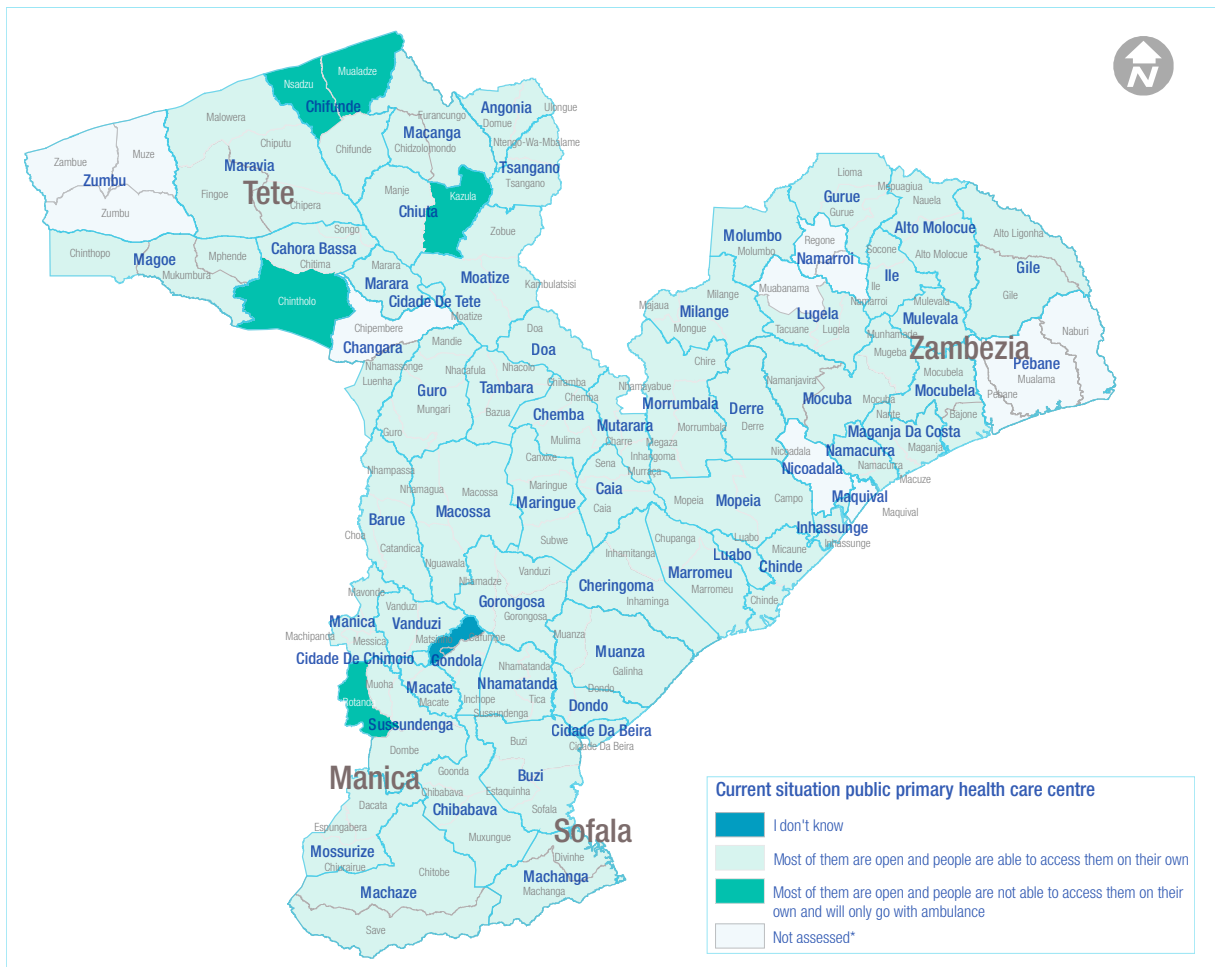 N
Nsadzu
Mualadze
Chifunde
Malowera
Chiputu
Chifunde
Furancungo
Macanga
Chidzolomondo
Angonia
Ulongue
Domue
Ntengo-Wa-Mbalame
Tsangano
Tsangano
Zambue
Muze
Zumbu
Zumbu
Maravia
Tete
Fingoe
Chipera
Manje
Kazula
Chiuta
Songo
Zobue
Chinthopo
Magoe
Mphende
Mukumbura
Cahora Bassa
Chitima
Chintholo
Marara
Marara
Moatize
Kambulatsisi
Cidade De Tete
Moatize
Chipembere
Changara
Mandie
Doa
Doa
Nhamassonge
Luenha
Nhacafula
Nhacolo
Guro
Tambara
Chiramba
Chemba
Mungari
Bazua
Chemba
Guro
Mulima
Mutarara
Charre
Inhangoma
Murraça
Nhamayabue
Morrumbala
Megaza
Morrumbala
Chire
Derre
Derre
Lioma
Gurue
Gurue
Mepuagiua
Nauela
Alto Molocue
Alto Molocue
Alto Ligonha
Gile
Gile
Molumbo
Molumbo
Regone
Namarroi
Socone
Ile
Ile
Namarroi
Muabanama
Milange
Majaua
Milange
Mongue
Lugela
Tacuane
Lugela
Mulevala
Mulevala
Munhamade
Mugeba
Zambezia
Naburi
Pebane
Mualama
Pebane
Mocubela
Mocubela
Bajone
Namanjavira
Mocuba
Mocuba
Nante
Maganja Da Costa
Maganja
Nicoadala
Nicoadala
Namacurra
Namacurra
Macuze
Maquival
Maquival
Inhassunge
Inhassunge
Nhampassa
Nhamagua
Macossa
Macossa
Canxixe
Maringue
Maringue
Sena
Caia
Caia
Mopeia
Mopeia
Campo
Barue
Choa
Catandica
Nguawala
Subwe
Chupanga
Luabo
Luabo
Micaune
Chinde
Chinde
Inhamitanga
Marromeu
Marromeu
Cheringoma
Inhaminga
Vanduzi
Nhamadze
Gorongosa
Gorongosa
Mavonde
Vanduzi
Manica
Vanduzi
Machipanda
Messica
Cidade De Chimoio
Gondola
Muanza
Muanza
Galinha
Nhamatanda
Nhamatanda
Muoha
Macate
Macate
Rotanda
Inchope
Tica
Sussundenga
Sussundenga
Dondo
Dondo
Cidade Da Beira
Cidade Da Beira
Dombe
Buzi
Buzi
Manica
Goonda
Chibabava
Estaquinha
Dacata
Chibabava
Sofala
Sofala
Espungabera
Muxungue
Mossurize
Chiurairue
Chitobe
Divinhe
Machanga
Machanga
Machaze
Save
Current situation public primary health care centre
I don't know
Most of them are open and people are able to access them on their own
Most of them are open and people are not able to access them on their
own and will only go with ambulance
Not assessed*